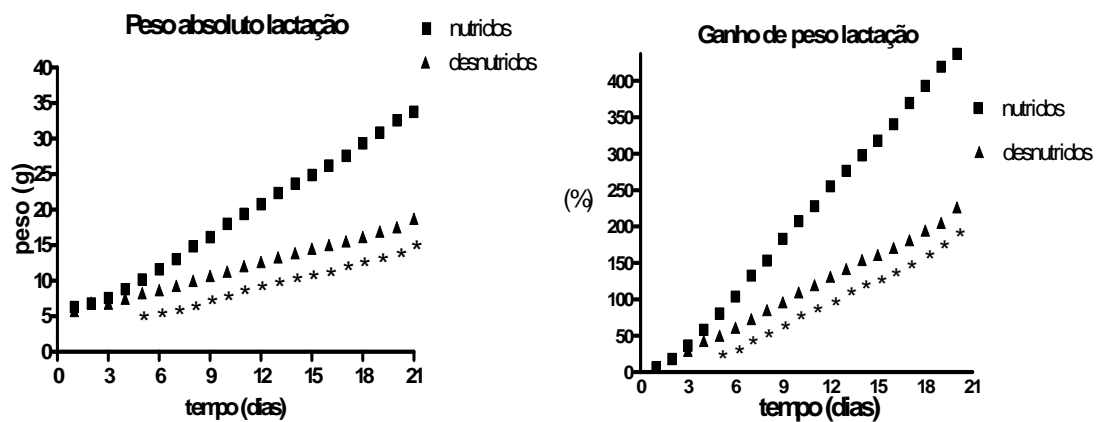 Peso absoluto lactação
nutridos
desnutridos
40
35
30
25
20
15
10
5
0
peso (g)
0 3 6 9 12 15 18 21
tempo (dias)
* * * * * * * * * * * * * * * * *
Ganho de peso lactação
nutridos
desnutridos
400
350
300
250
200
150
100
50
0
(%)
0 3 6 9 12 15 18 21
tempo (dias)
* * * * * * * * * * * * * * * *